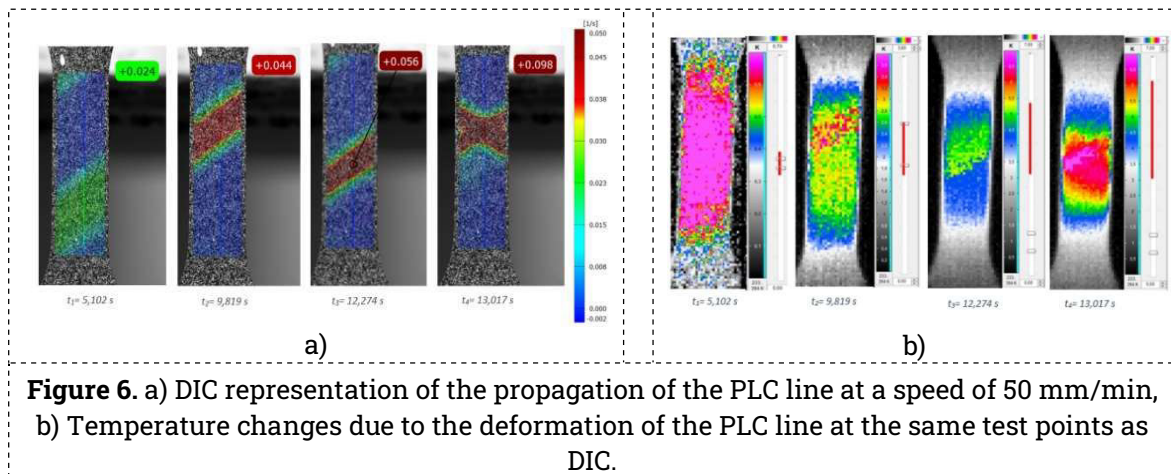 [1/s]
0.050
0.045
0.038
0.030
0.023
0.015
0.008
0.000
-0.002
+0.024
+0.044
+0.056
+0.098
t₁= 5,102 s
t₂= 9,819 s
t₃= 12,274 s
t₄= 13,017 s
a)
K
K
K
K
t₁= 5,102 s
t₂= 9,819 s
t₃= 12,274 s
t₄= 13,017 s
b)
Figure 6. a) DIC representation of the propagation of the PLC line at a speed of 50 mm/min,
b) Temperature changes due to the deformation of the PLC line at the same test points as
DIC.